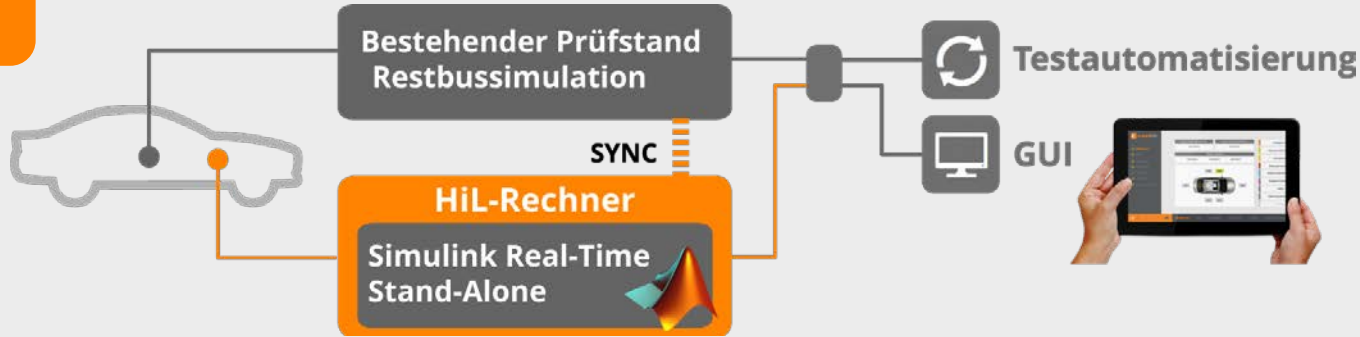 Bestehender Prüfstand
Restbussimulation
Testautomatisierung
SYNC
GUI
HiL-Rechner
Simulink Real-Time
Stand-Alone